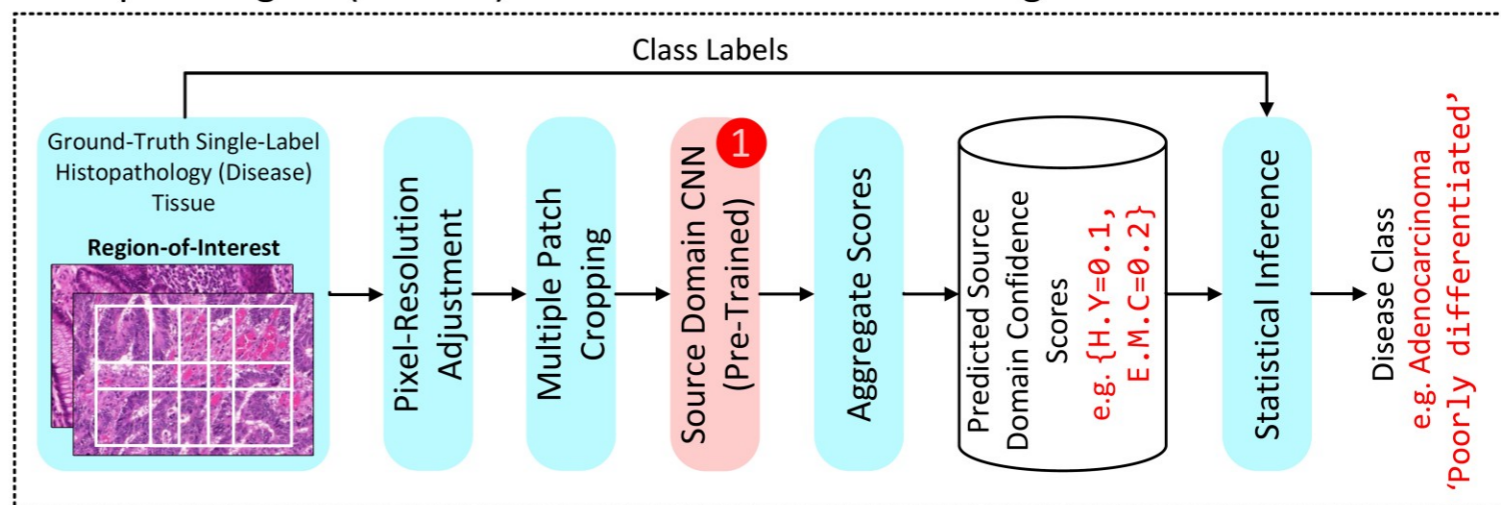 Class Labels
Ground-Truth Single-Label
Histopathology (Disease)
Tissue
Region-of-Interest
Pixel-Resolution
Adjustment
Multiple Patch
Cropping
Source Domain CNN
(Pre-Trained)
1
Aggregate Scores
Predicted Source
Domain Confidence
Scores
e.g. {H.Y=0.1,
E.M.C=0.2}
Statistical Inference
Disease Class
e.g. Adenocarcinoma
‘Poorly differentiated’